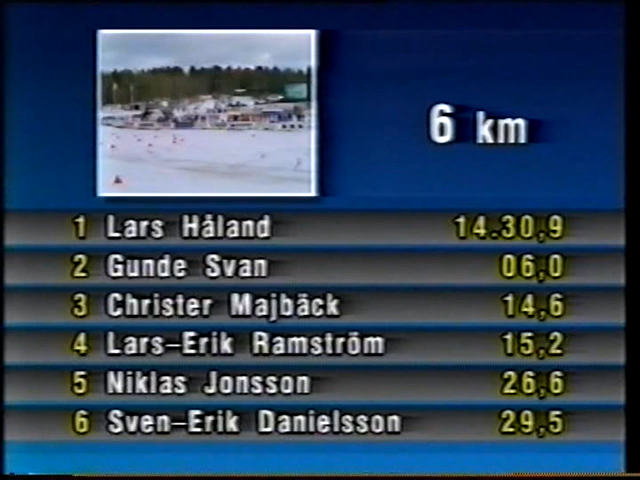 6 km
1 Lars Håland 14.30,9
2 Gunde Svan 06,0
3 Christer Majbäck 14,6
4 Lars-Erik Ramström 15,2
5 Niklas Jonsson 26,6
6 Sven-Erik Danielsson 29,5